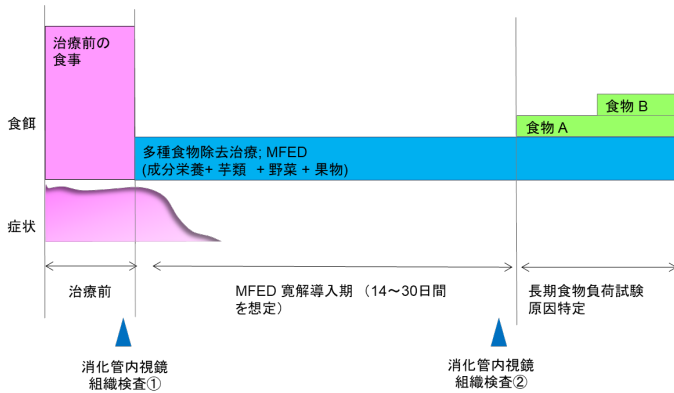 治療前の
食事
食物 B
食餌
食物 A
多種食物除去治療; MFED
(成分栄養+ 芋類 + 野菜 + 果物)
症状
治療前
MFED 寛解導入期 （14〜30日間
を想定）
長期食物負荷試験
原因特定
消化管内視鏡
組織検査①
消化管内視鏡
組織検査②